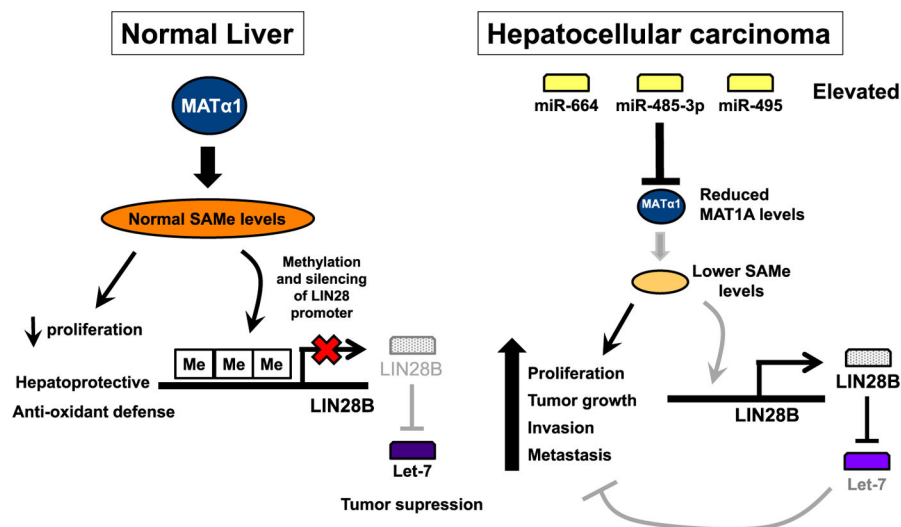 Normal Liver
MATα1
Normal SAMe levels
Methylation
and silencing
of LIN28
promoter
proliferation
Hepatoprotective
Anti-oxidant defense
Me Me Me
LIN28B
LIN28B
Let-7
Tumor supression
Hepatocellular carcinoma
miR-664 miR-485-3p miR-495
Elevated
MATα1
Reduced
MAT1A levels
Lower SAMe
levels
Proliferation
Tumor growth
Invasion
Metastasis
LIN28B
LIN28B
Let-7